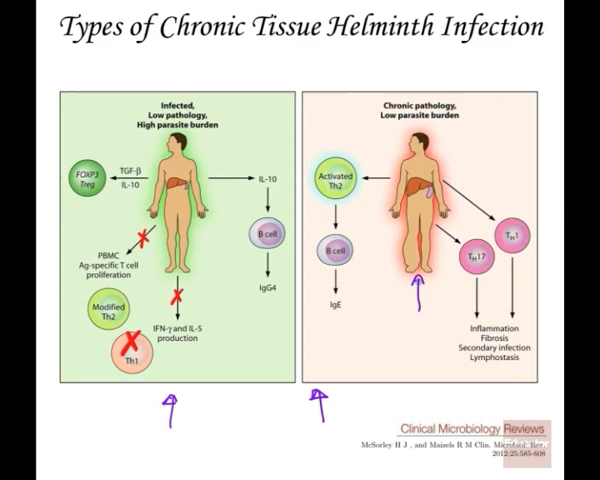 Types of Chronic Tissue Helminth Infection
Infected,
Low pathology,
High parasite burden
FOXP3
Treg
TGF-β
IL-10
IL-10
B cell
IgG4
PBMC
Ag-specific T cell
proliferation
Modified
Th2
Th1
IFN-γ and IL-5
production
Chronic pathology,
Low parasite burden
Activated
Th2
B cell
IgE
TH1
TH17
Inflammation
Fibrosis
Secondary infection
Lymphostasis
Clinical Microbiology Reviews
McSorley H J , and Maizels R M Clin. Microbiol. Rev.
2012;25:585-608